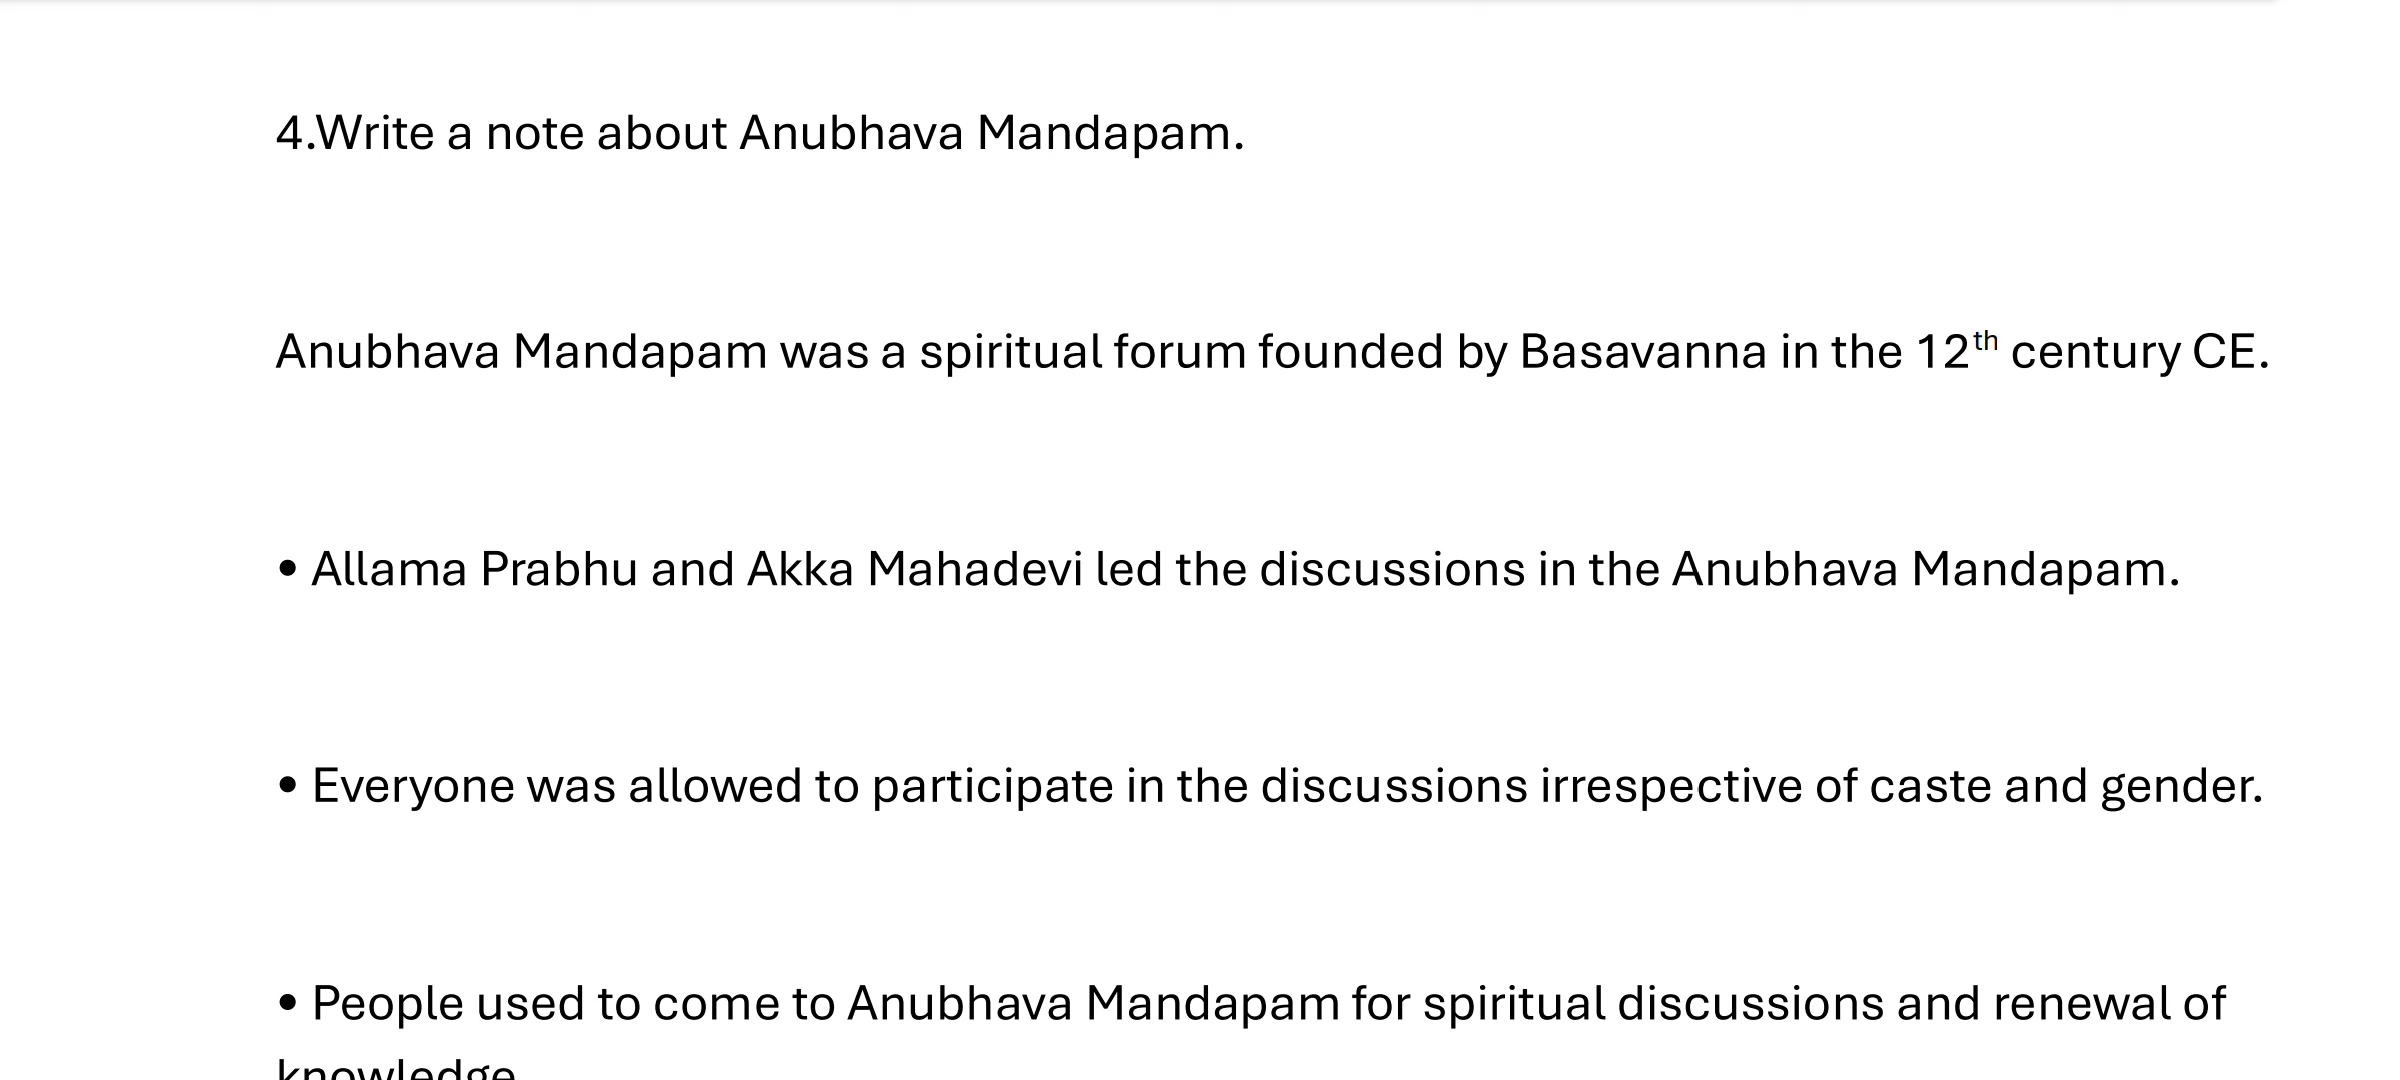 4.Write a note about Anubhava Mandapam.
Anubhava Mandapam was a spiritual forum founded by Basavanna in the 12th century CE.
• Allama Prabhu and Akka Mahadevi led the discussions in the Anubhava Mandapam.
• Everyone was allowed to participate in the discussions irrespective of caste and gender.
• People used to come to Anubhava Mandapam for spiritual discussions and renewal of
knowledge.